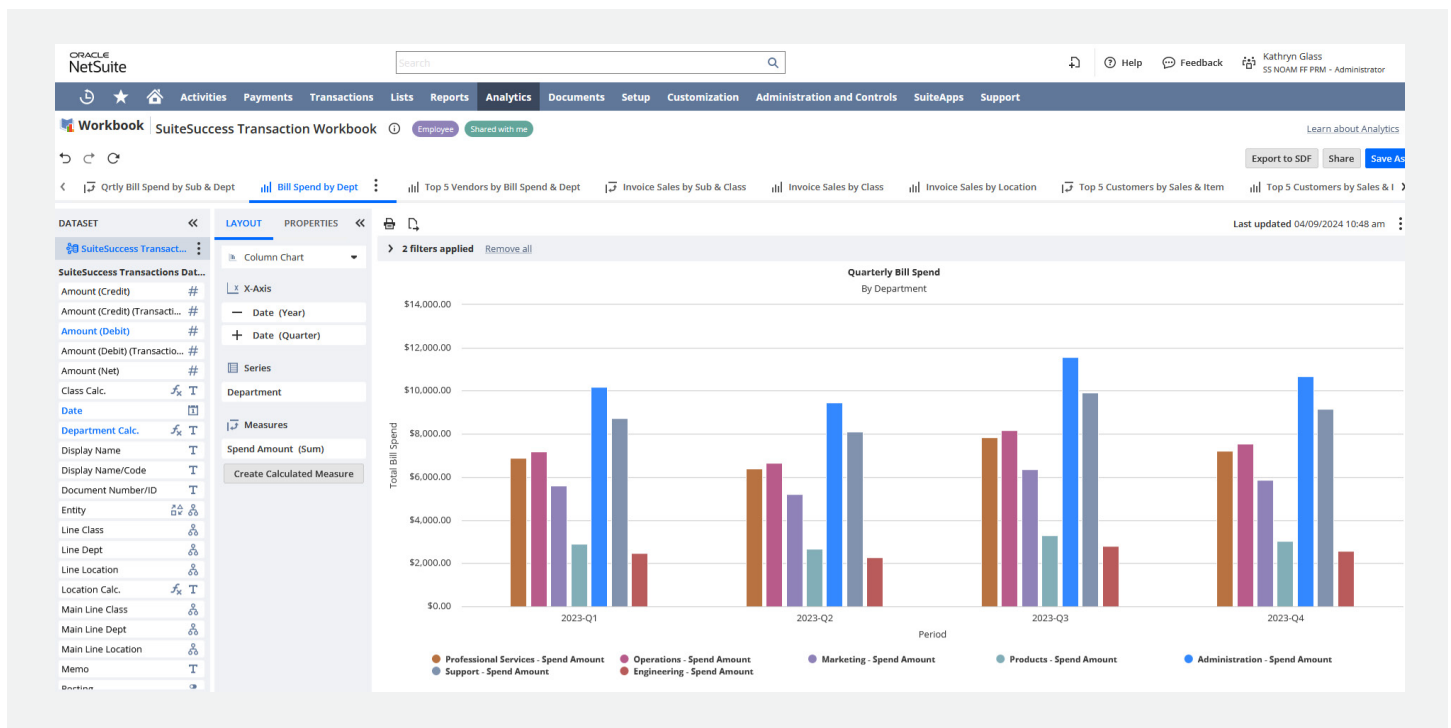 ORACLE
NetSuite
Search
Help
Feedback
Kathryn Glass
SS NOAM FF PRM - Administrator
Activities Payments Transactions Lists Reports Analytics Documents Setup Customization Administration and Controls SuiteApps Support
Workbook SuiteSuccess Transaction Workbook Employee Shared with me
Learn about Analytics
Export to SDF Share Save As
Qrtly Bill Spend by Sub & Dept Bill Spend by Dept Top 5 Vendors by Bill Spend & Dept Invoice Sales by Sub & Class Invoice Sales by Class Invoice Sales by Location Top 5 Customers by Sales & Item Top 5 Customers by Sales & I
DATASET
SuiteSuccess Transact...
SuiteSuccess Transactions Dat...
Amount (Credit) #
Amount (Credit) (Transacti... #
Amount (Debit) #
Amount (Debit) (Transactio... #
Amount (Net) #
Class Calc. fx T
Date
Department Calc. fx T
Display Name T
Display Name/Code T
Document Number/ID T
Entity
Line Class
Line Dept
Line Location
Location Calc. fx T
Main Line Class
Main Line Dept
Main Line Location
Memo T
Posting
LAYOUT PROPERTIES
Column Chart
X-Axis
Date (Year)
Date (Quarter)
Series
Department
Measures
Spend Amount (Sum)
Create Calculated Measure
Last updated 04/09/2024 10:48 am
2 filters applied Remove all
Quarterly Bill Spend
By Department
Total Bill Spend
$14,000.00
$12,000.00
$10,000.00
$8,000.00
$6,000.00
$4,000.00
$2,000.00
$0.00
2023-Q1 2023-Q2 2023-Q3 2023-Q4
Period
Professional Services - Spend Amount Operations - Spend Amount Marketing - Spend Amount Products - Spend Amount Administration - Spend Amount
Support - Spend Amount Engineering - Spend Amount